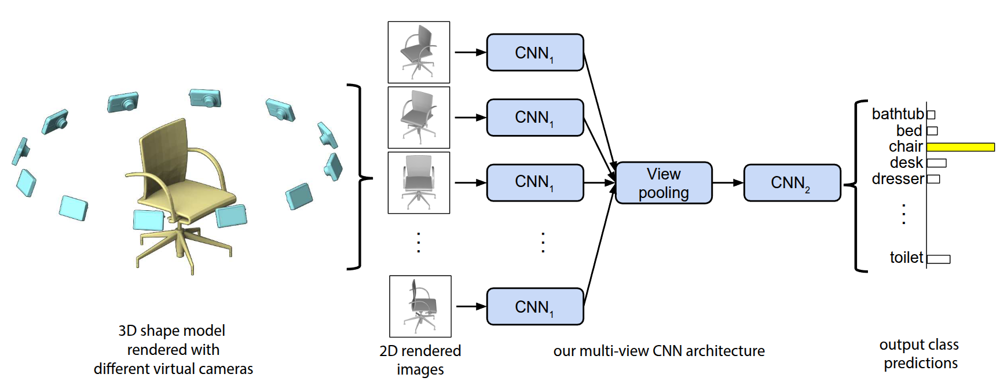 CNN1
CNN1
CNN1
CNN1
View
pooling
CNN2
bathtub
bed
chair
desk
dresser
toilet
3D shape model
rendered with
different virtual cameras
2D rendered
images
our multi-view CNN architecture
output class
predictions